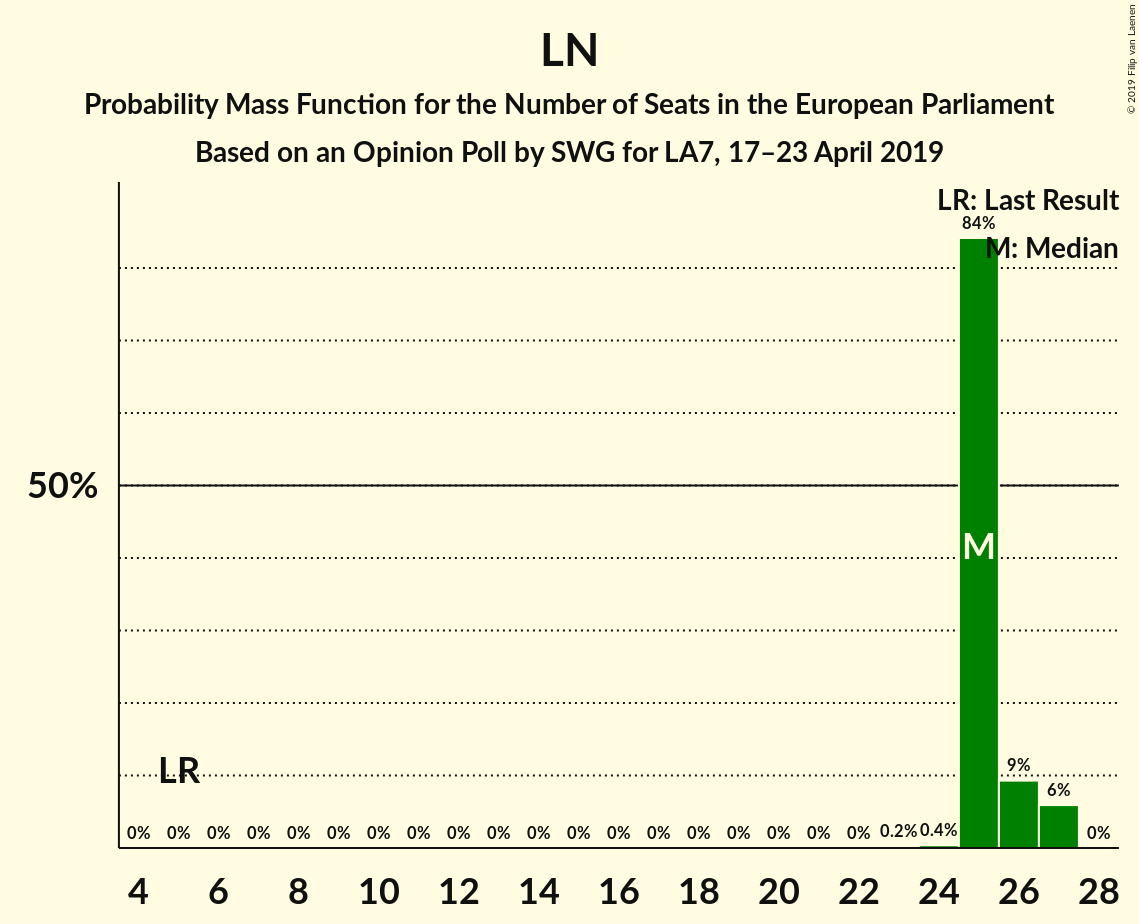 LN
Probability Mass Function for the Number of Seats in the European Parliament
Based on an Opinion Poll by SWG for LA7, 17–23 April 2019
© 2019 Filip van Laenen
LR: Last Result
84%
M: Median
50%
M
LR
9%
6%
0% 0% 0% 0% 0% 0% 0% 0% 0% 0% 0% 0% 0% 0% 0% 0% 0% 0% 0% 0.2% 0.4% 0%
4 6 8 10 12 14 16 18 20 22 24 26 28